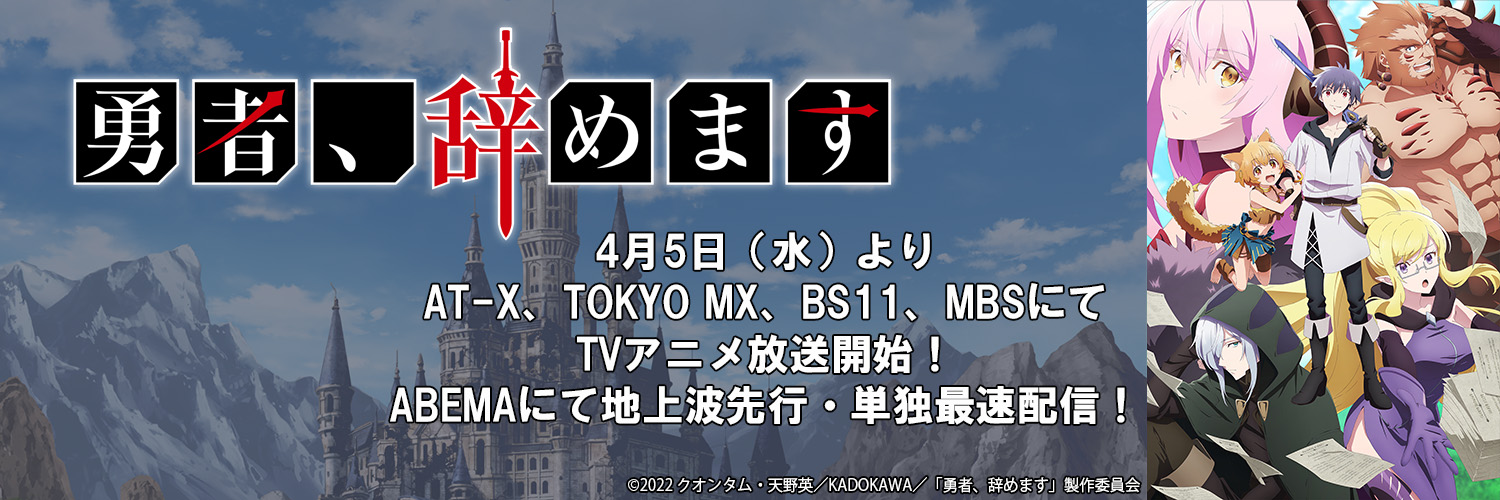 勇者、辞めます
4月5日（水）より
AT-X、TOKYO MX、BS11、MBSにて
TVアニメ放送開始！
ABEMAにて地上波先行・単独最速配信！
©2022 クオンタム・天野英／KADOKAWA／「勇者、辞めます」製作委員会